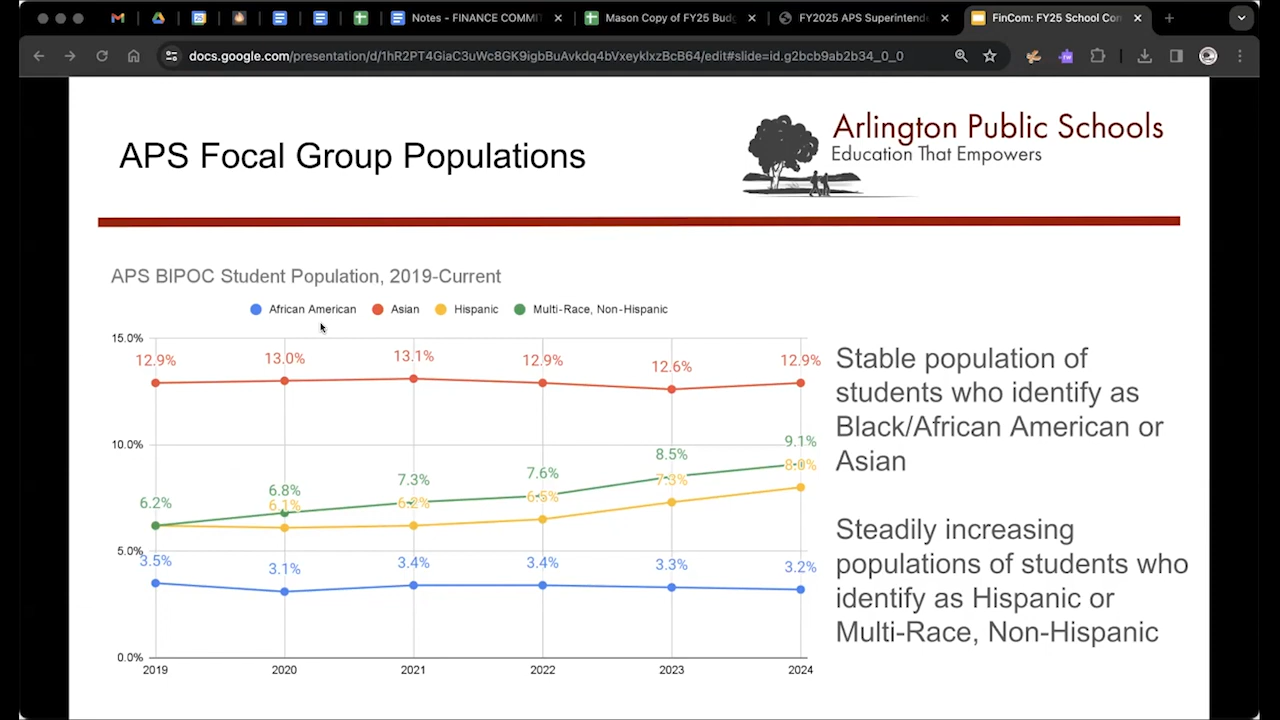 Notes - FINANCE COMMIT
Mason Copy of FY25 Budg
FY2025 APS Superintende
FinCom: FY25 School Com
docs.google.com/presentation/d/1hR2PT4GiaC3uWc8GK9igbBuAvkdq4bVxeyklxzBcB64/edit#slide=id.g2bcb9ab2b34_0_0
APS Focal Group Populations
Arlington Public Schools
Education That Empowers
APS BIPOC Student Population, 2019-Current
African American
Asian
Hispanic
Multi-Race, Non-Hispanic
15.0%
12.9%
13.0%
13.1%
12.9%
12.6%
12.9%
10.0%
6.2%
6.8%
7.3%
7.6%
8.5%
9.1%
6.1%
6.2%
6.5%
7.3%
8.0%
5.0%
3.5%
3.1%
3.4%
3.4%
3.3%
3.2%
0.0%
2019
2020
2021
2022
2023
2024
Stable population of
students who identify as
Black/African American or
Asian
Steadily increasing
populations of students who
identify as Hispanic or
Multi-Race, Non-Hispanic